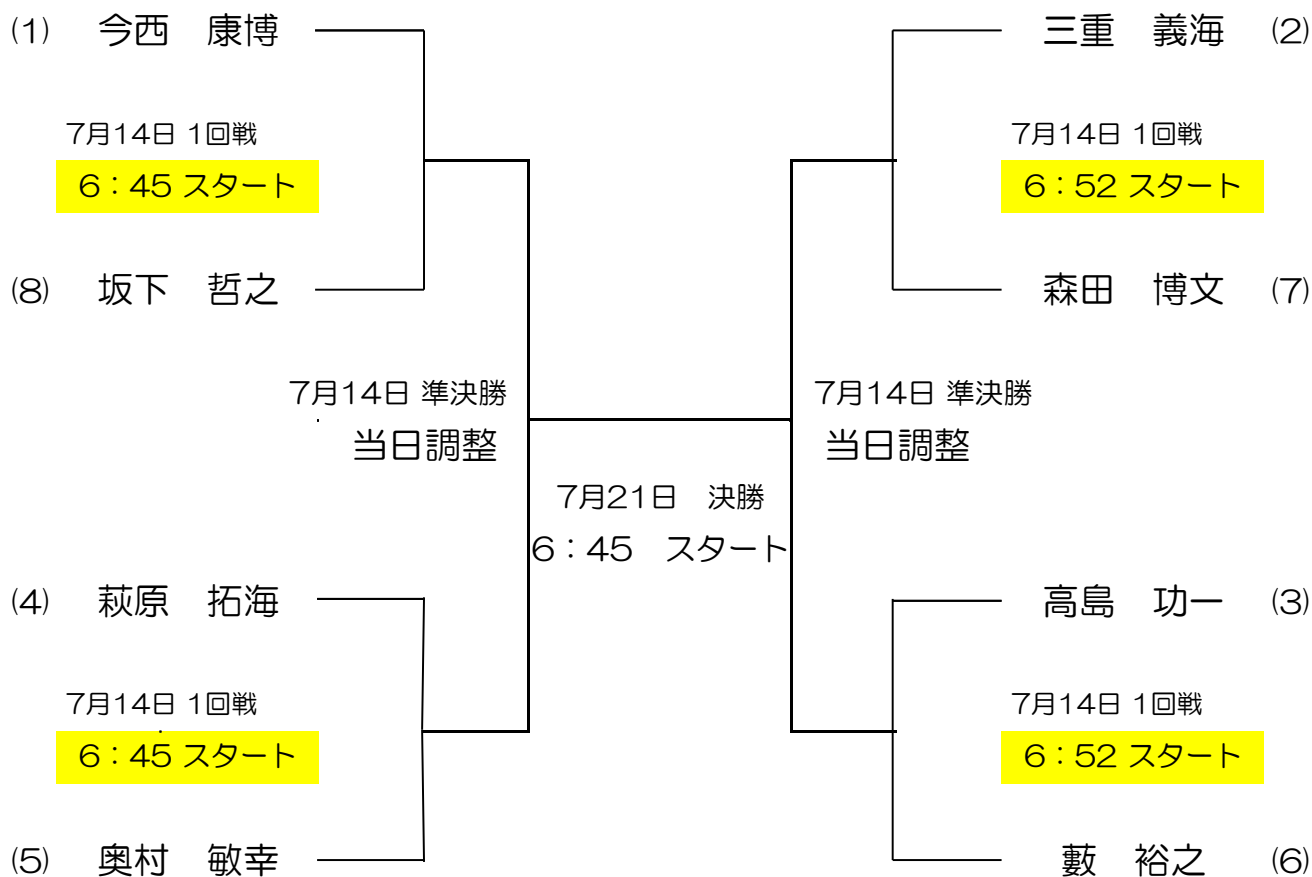 (1) 今西　康博
三重　義海 (2)
7月14日 1回戦
6：45 スタート
7月14日 1回戦
6：52 スタート
(8) 坂下　哲之
森田　博文 (7)
7月14日 準決勝
当日調整
7月14日 準決勝
当日調整
7月21日　決勝
6：45　スタート
(4) 萩原　拓海
高島　功一 (3)
7月14日 1回戦
6：45 スタート
7月14日 1回戦
6：52 スタート
(5) 奥村　敏幸
藪　裕之 (6)